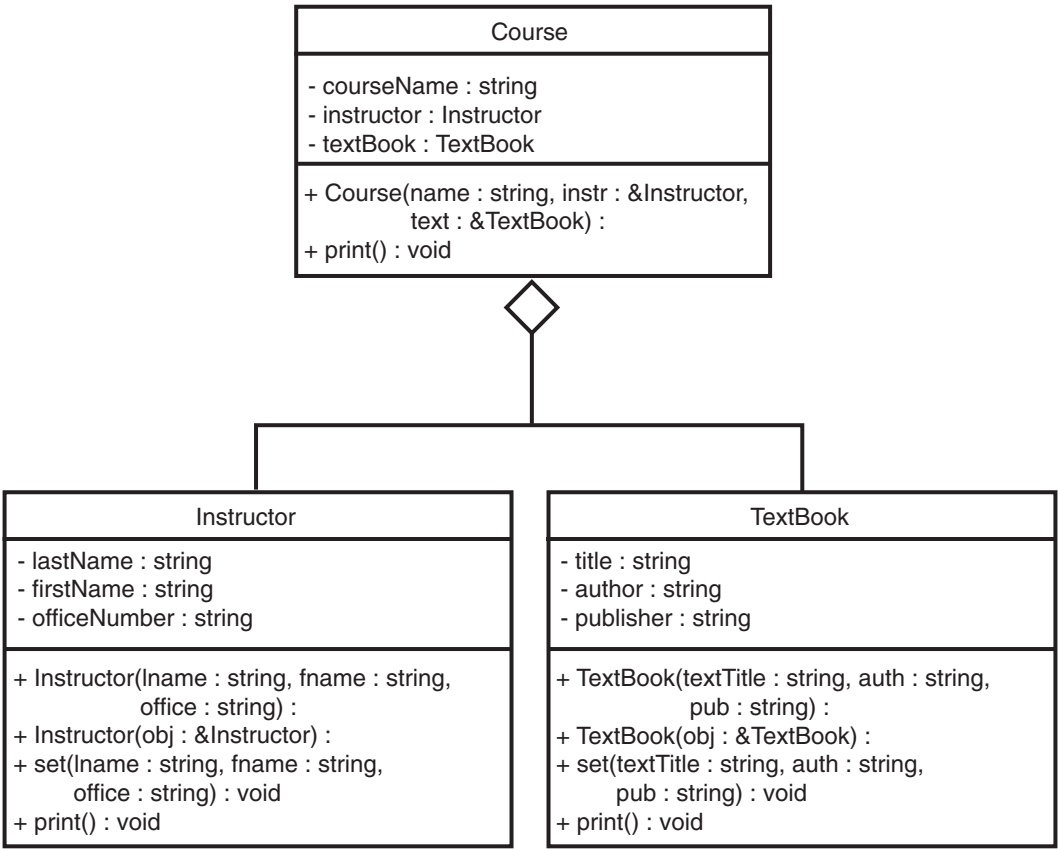 Course
- courseName : string
- instructor : Instructor
- textBook : TextBook
+ Course(name : string, instr : &Instructor,
text : &TextBook) :
+ print() : void
Instructor
- lastName : string
- firstName : string
- officeNumber : string
+ Instructor(lname : string, fname : string,
office : string) :
+ Instructor(obj : &Instructor) :
+ set(lname : string, fname : string,
office : string) : void
+ print() : void
TextBook
- title : string
- author : string
- publisher : string
+ TextBook(textTitle : string, auth : string,
pub : string) :
+ TextBook(obj : &TextBook) :
+ set(textTitle : string, auth : string,
pub : string) : void
+ print() : void